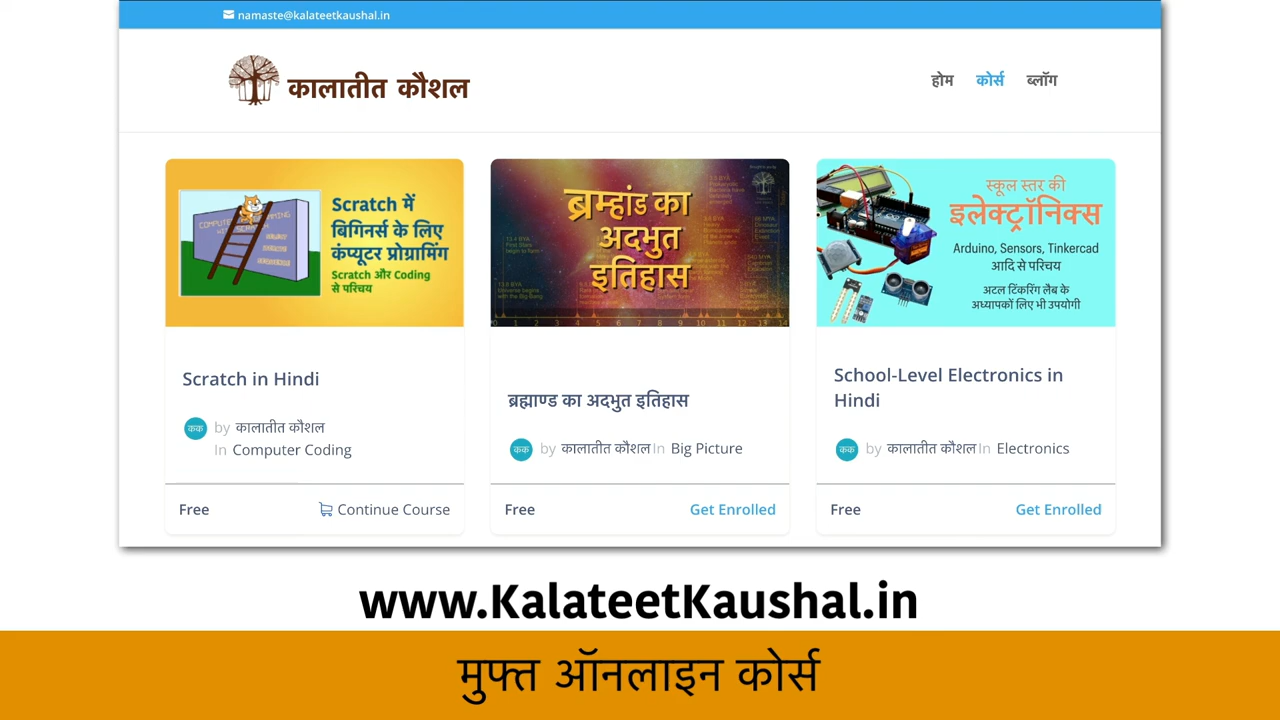 namaste@kalateetkaushal.in
कालातीत कौशल
होम कोर्स ब्लॉग
Scratch में
बिगिनर्स के लिए
कंप्यूटर प्रोग्रामिंग
Scratch और Coding
से परिचय
ब्रम्हांड का
अदभुत
इतिहास
स्कूल स्तर की
इलेक्ट्रॉनिक्स
Arduino, Sensors, Tinkercad
आदि से परिचय
अटल टिंकरिंग लैब के
अध्यापकों लिए भी उपयोगी
Scratch in Hindi
कक by कालातीत कौशल
In Computer Coding
Free Continue Course
ब्रह्माण्ड का अदभुत इतिहास
कक by कालातीत कौशल In Big Picture
Free Get Enrolled
School-Level Electronics in
Hindi
कक by कालातीत कौशल In Electronics
Free Get Enrolled
www.KalateetKaushal.in
मुफ्त ऑनलाइन कोर्स